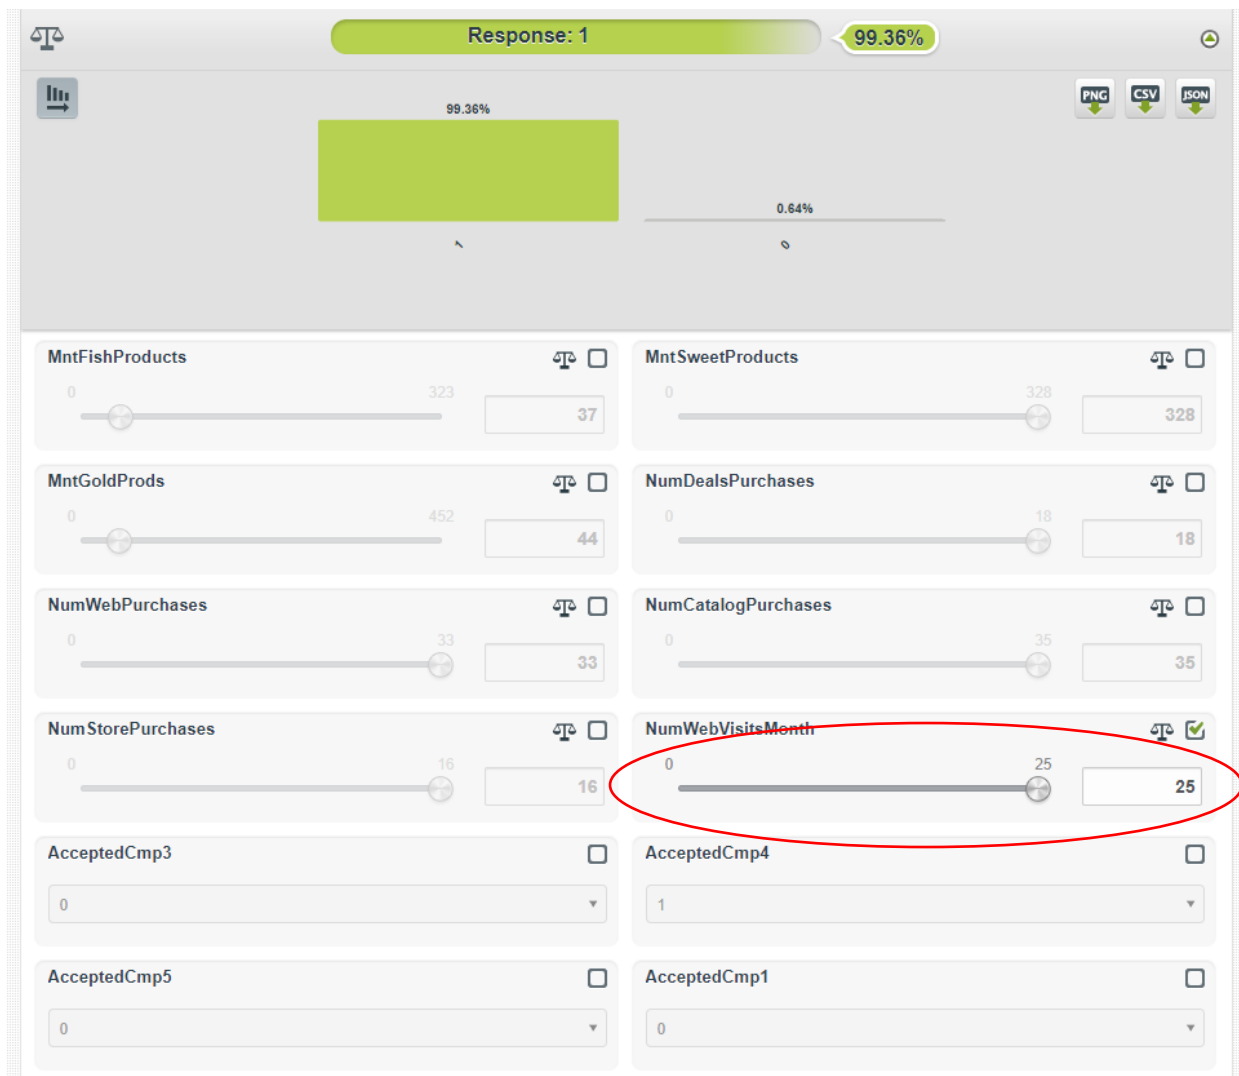 Response: 1
99.36%
PNG CSV JSON
99.36%
0.64%
1 0
MntFishProducts
0 323
37
MntSweetProducts
0 328
328
MntGoldProds
0 452
44
NumDealsPurchases
0 18
18
NumWebPurchases
0 33
33
NumCatalogPurchases
0 35
35
NumStorePurchases
0 16
16
NumWebVisitsMonth
0 25
25
AcceptedCmp3
0
AcceptedCmp4
1
AcceptedCmp5
0
AcceptedCmp1
0